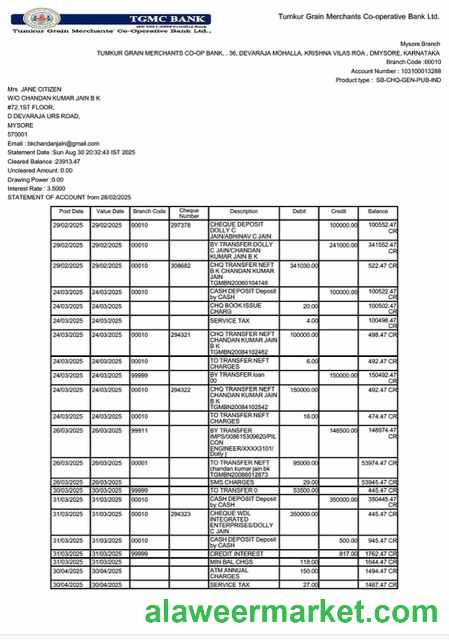 TGMC BANK
Tumkur Grain Merchants' Co-operative Bank Ltd.,
Tumkur Grain Merchants Co-operative Bank Ltd.
Mysore Branch
TUMKUR GRAIN MERCHANTS CO-OP BANK, . 36, DEVARAJA MOHALLA, KRISHNA VILAS ROA , DMYSORE, KARNATAKA
Branch Code :00010
Account Number : 103100013288
Product type : SB-CHQ-GEN-PUB-IND
Mrs JANE CITIZEN
W/O CHANDAN KUMAR JAIN B K
#72,1ST FLOOR,
D DEVARAJA URS ROAD,
MYSORE
570001
Email : bkchandanjain@gmail.com
Statement Date :Sun Aug 30 20:32:43 IST 2025
Cleared Balance :23913.47
Uncleared Amount :0.00
Drawing Power :0.00
Interest Rate : 3.5000
STATEMENT OF ACCOUNT from 28/02/2025
Post Date Value Date Branch Code Cheque Number Description Debit Credit Balance
29/02/2025 29/02/2025 00010 297378 CHEQUE DEPOSIT 100000.00 100552.47
DOLLY C CR
JAIN/ABHINAV C JAIN
29/02/2025 29/02/2025 00010 BY TRANSFER DOLLY 241000.00 341552.47
C JAIN/CHANDAN CR
KUMAR JAIN B K
29/02/2025 29/02/2025 00010 308682 CHQ TRANSFER NEFT 341030.00 522.47 CR
B K CHANDAN KUMAR
JAIN
TGMBN20060104148
24/03/2025 24/03/2025 00010 CASH DEPOSIT Deposit 100000.00 100522.47
by CASH CR
24/03/2025 24/03/2025 00010 CHQ BOOK ISSUE 20.00 100502.47
CHARG CR
24/03/2025 24/03/2025 00010 SERVICE TAX 4.00 100498.47
CR
24/03/2025 24/03/2025 00010 294321 CHQ TRANSFER NEFT 100000.00 498.47 CR
CHANDAN KUMAR JAIN
B K
TGMBN20084102482
24/03/2025 24/03/2025 00010 TO TRANSFER NEFT 6.00 492.47 CR
CHARGES
24/03/2025 24/03/2025 99999 BY TRANSFER loan 150000.00 150492.47
00 CR
24/03/2025 24/03/2025 00010 294322 CHQ TRANSFER NEFT 150000.00 492.47 CR
CHANDAN KUMAR JAIN
B K
TGMBN20084102542
24/03/2025 24/03/2025 00010 TO TRANSFER NEFT 18.00 474.47 CR
CHARGES
26/03/2025 26/03/2025 99911 BY TRANSFER 148500.00 148974.47
IMPS/008615309620/PIL CR
CON
ENGINEER/XXXX3101/
Dolly j
26/03/2025 26/03/2025 00001 TO TRANSFER NEFT 95000.00 53974.47 CR
chandan kumar jain bk
TGMBN20086012873
26/03/2025 26/03/2025 SMS CHARGES 29.00 53945.47 CR
30/03/2025 30/03/2025 99999 TO TRANSFER 0 53500.00 445.47 CR
31/03/2025 31/03/2025 00010 CASH DEPOSIT Deposit 350000.00 350445.47
by CASH CR
31/03/2025 31/03/2025 00010 294323 CHEQUE WDL 350000.00 445.47 CR
INTEGRATED
ENTERPRISES/DOLLY
C JAIN
31/03/2025 31/03/2025 00010 CASH DEPOSIT Deposit 500.00 945.47 CR
by CASH
31/03/2025 31/03/2025 99999 CREDIT INTEREST 817.00 1762.47 CR
31/03/2025 31/03/2025 MIN BAL CHGS 118.00 1644.47 CR
30/04/2025 30/04/2025 ATM ANNUAL 150.00 1494.47 CR
CHARGES
30/04/2025 30/04/2025 SERVICE TAX 27.00 1467.47 CR
alaweermarket.com